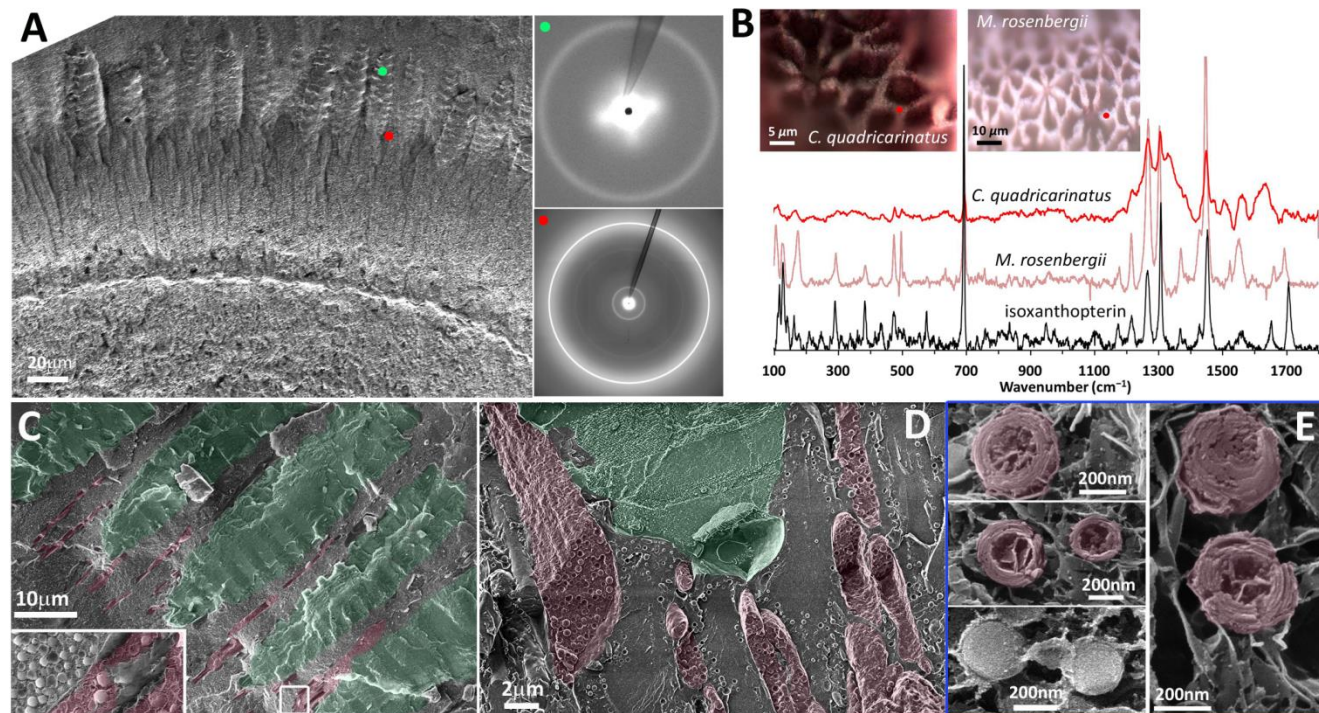 A
20μm
B
M. rosenbergii
5 μm
C. quadricarinatus
10 μm
C. quadricarinatus
M. rosenbergii
isoxanthopterin
100 300 500 700 900 1100 1300 1500 1700
Wavenumber (cm⁻¹)
C
10μm
D
2μm
E
200nm
200nm
200nm
200nm